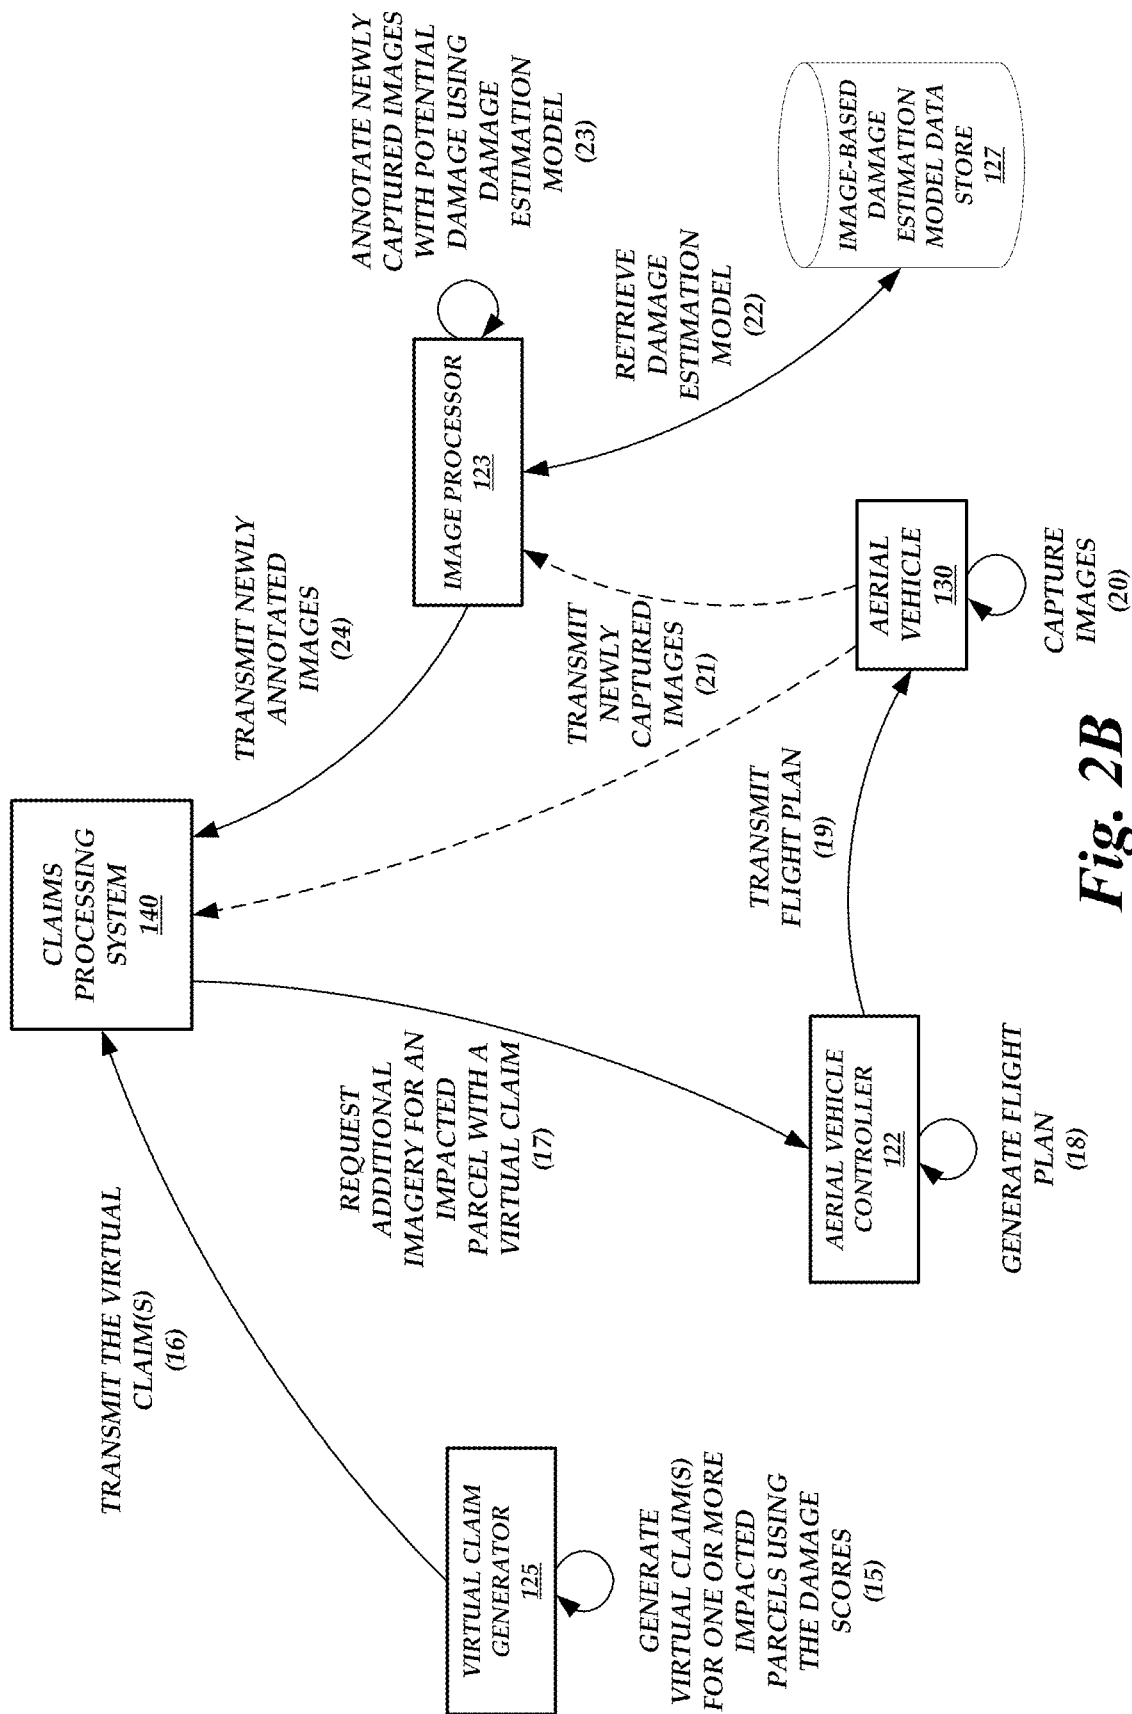 CLAIMS
PROCESSING
SYSTEM
140
TRANSMIT THE VIRTUAL
CLAIM(S)
(16)
TRANSMIT NEWLY
ANNOTATED
IMAGES
(24)
ANNOTATE NEWLY
CAPTURED IMAGES
WITH POTENTIAL
DAMAGE USING
DAMAGE
ESTIMATION
MODEL
(23)
REQUEST
ADDITIONAL
IMAGERY FOR AN
IMPACTED
PARCEL WITH A
VIRTUAL CLAIM
(17)
IMAGE PROCESSOR
123
VIRTUAL CLAIM
GENERATOR
125
TRANSMIT
NEWLY
CAPTURED
IMAGES
(21)
RETRIEVE
DAMAGE
ESTIMATION
MODEL
(22)
GENERATE
VIRTUAL CLAIM(S)
FOR ONE OR MORE
IMPACTED
PARCELS USING
THE DAMAGE
SCORES
(15)
TRANSMIT
FLIGHT PLAN
(19)
AERIAL VEHICLE
CONTROLLER
122
AERIAL
VEHICLE
130
IMAGE-BASED
DAMAGE
ESTIMATION
MODEL DATA
STORE
127
GENERATE FLIGHT
PLAN
(18)
CAPTURE
IMAGES
(20)
Fig. 2B